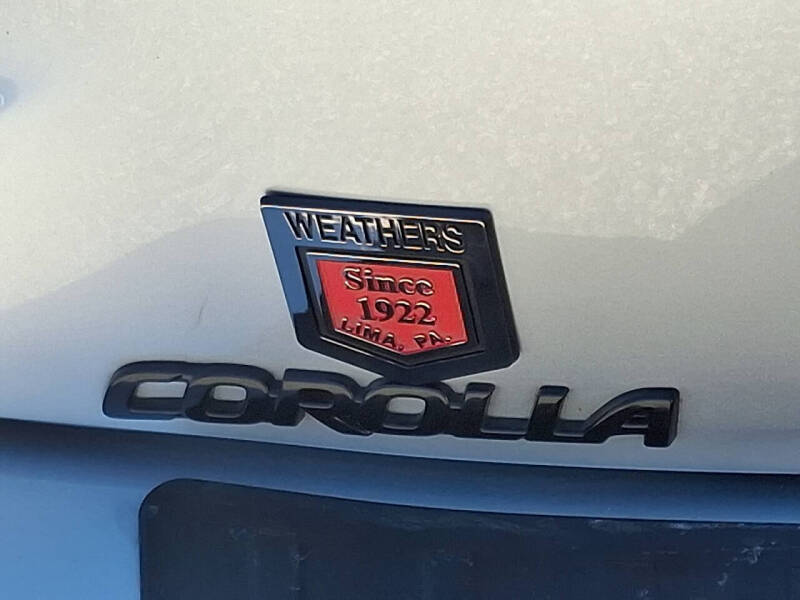 WEATHERS
Since
1922
LIMA, PA.
COROLLA